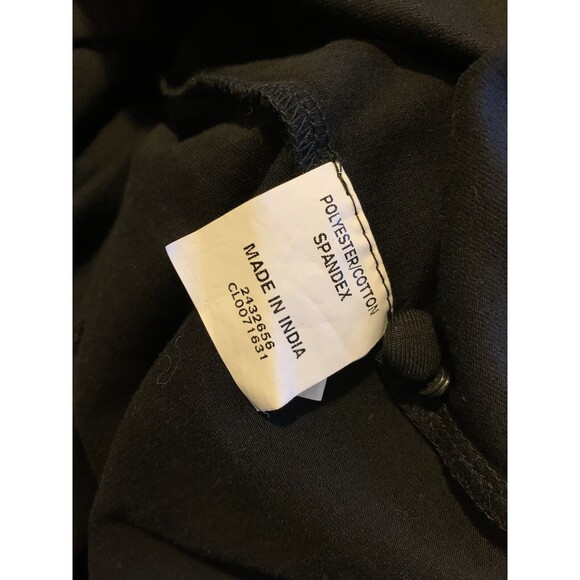 POLYESTER/COTTON
SPANDEX
MADE IN INDIA
2432656
CL0071631